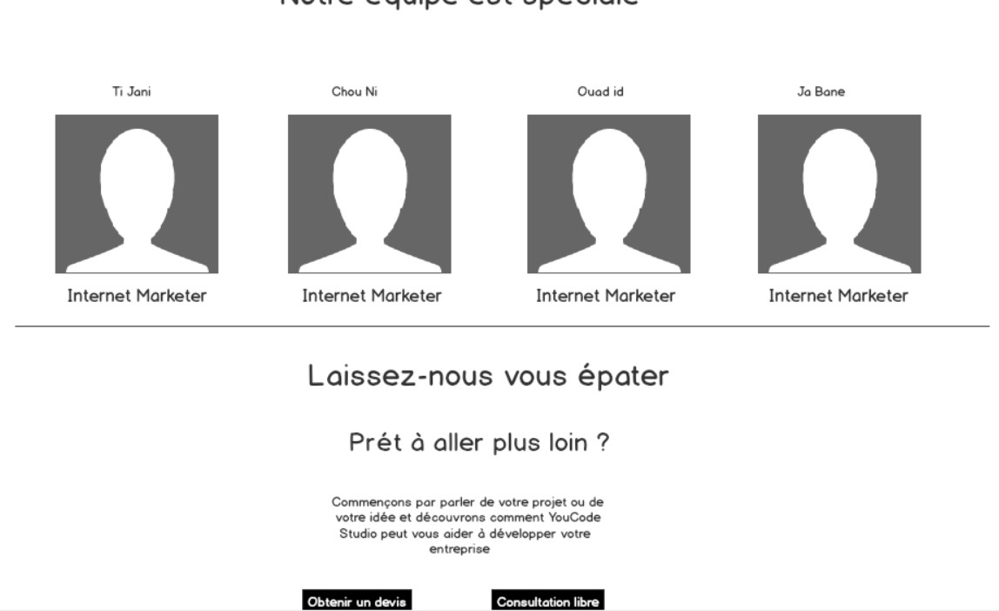 Notre équipe est spéciale
Ti Jani
Chou Ni
Ouad id
Ja Bane
Internet Marketer
Internet Marketer
Internet Marketer
Internet Marketer
Laissez-nous vous épater
Prét à aller plus loin ?
Commençons par parler de votre projet ou de
votre idée et découvrons comment YouCode
Studio peut vous aider à développer votre
entreprise
Obtenir un devis
Consultation libre